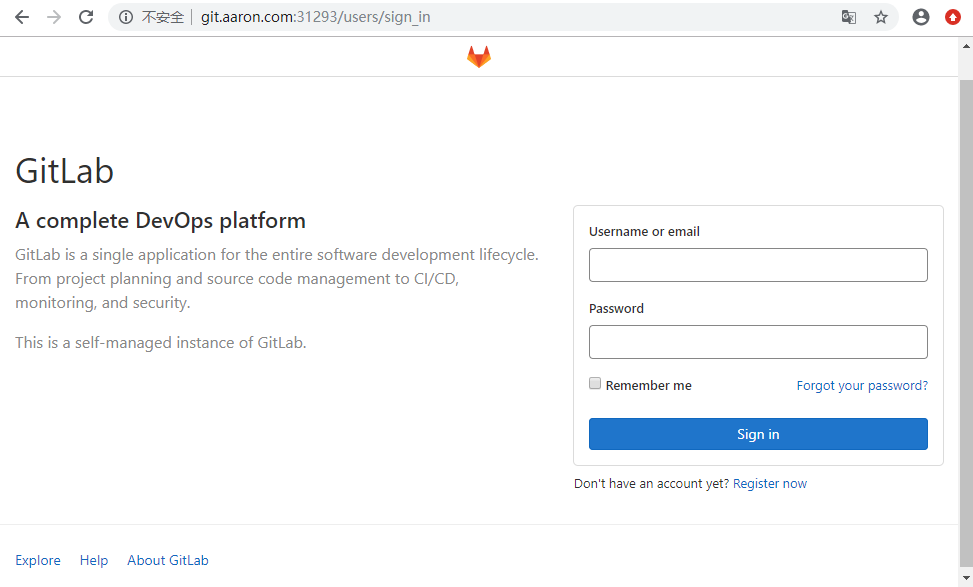 不安全 git.aaron.com:31293/users/sign_in
GitLab
A complete DevOps platform
GitLab is a single application for the entire software development lifecycle.
From project planning and source code management to CI/CD,
monitoring, and security.
This is a self-managed instance of GitLab.
Username or email
Password
Remember me Forgot your password?
Sign in
Don't have an account yet? Register now
Explore Help About GitLab